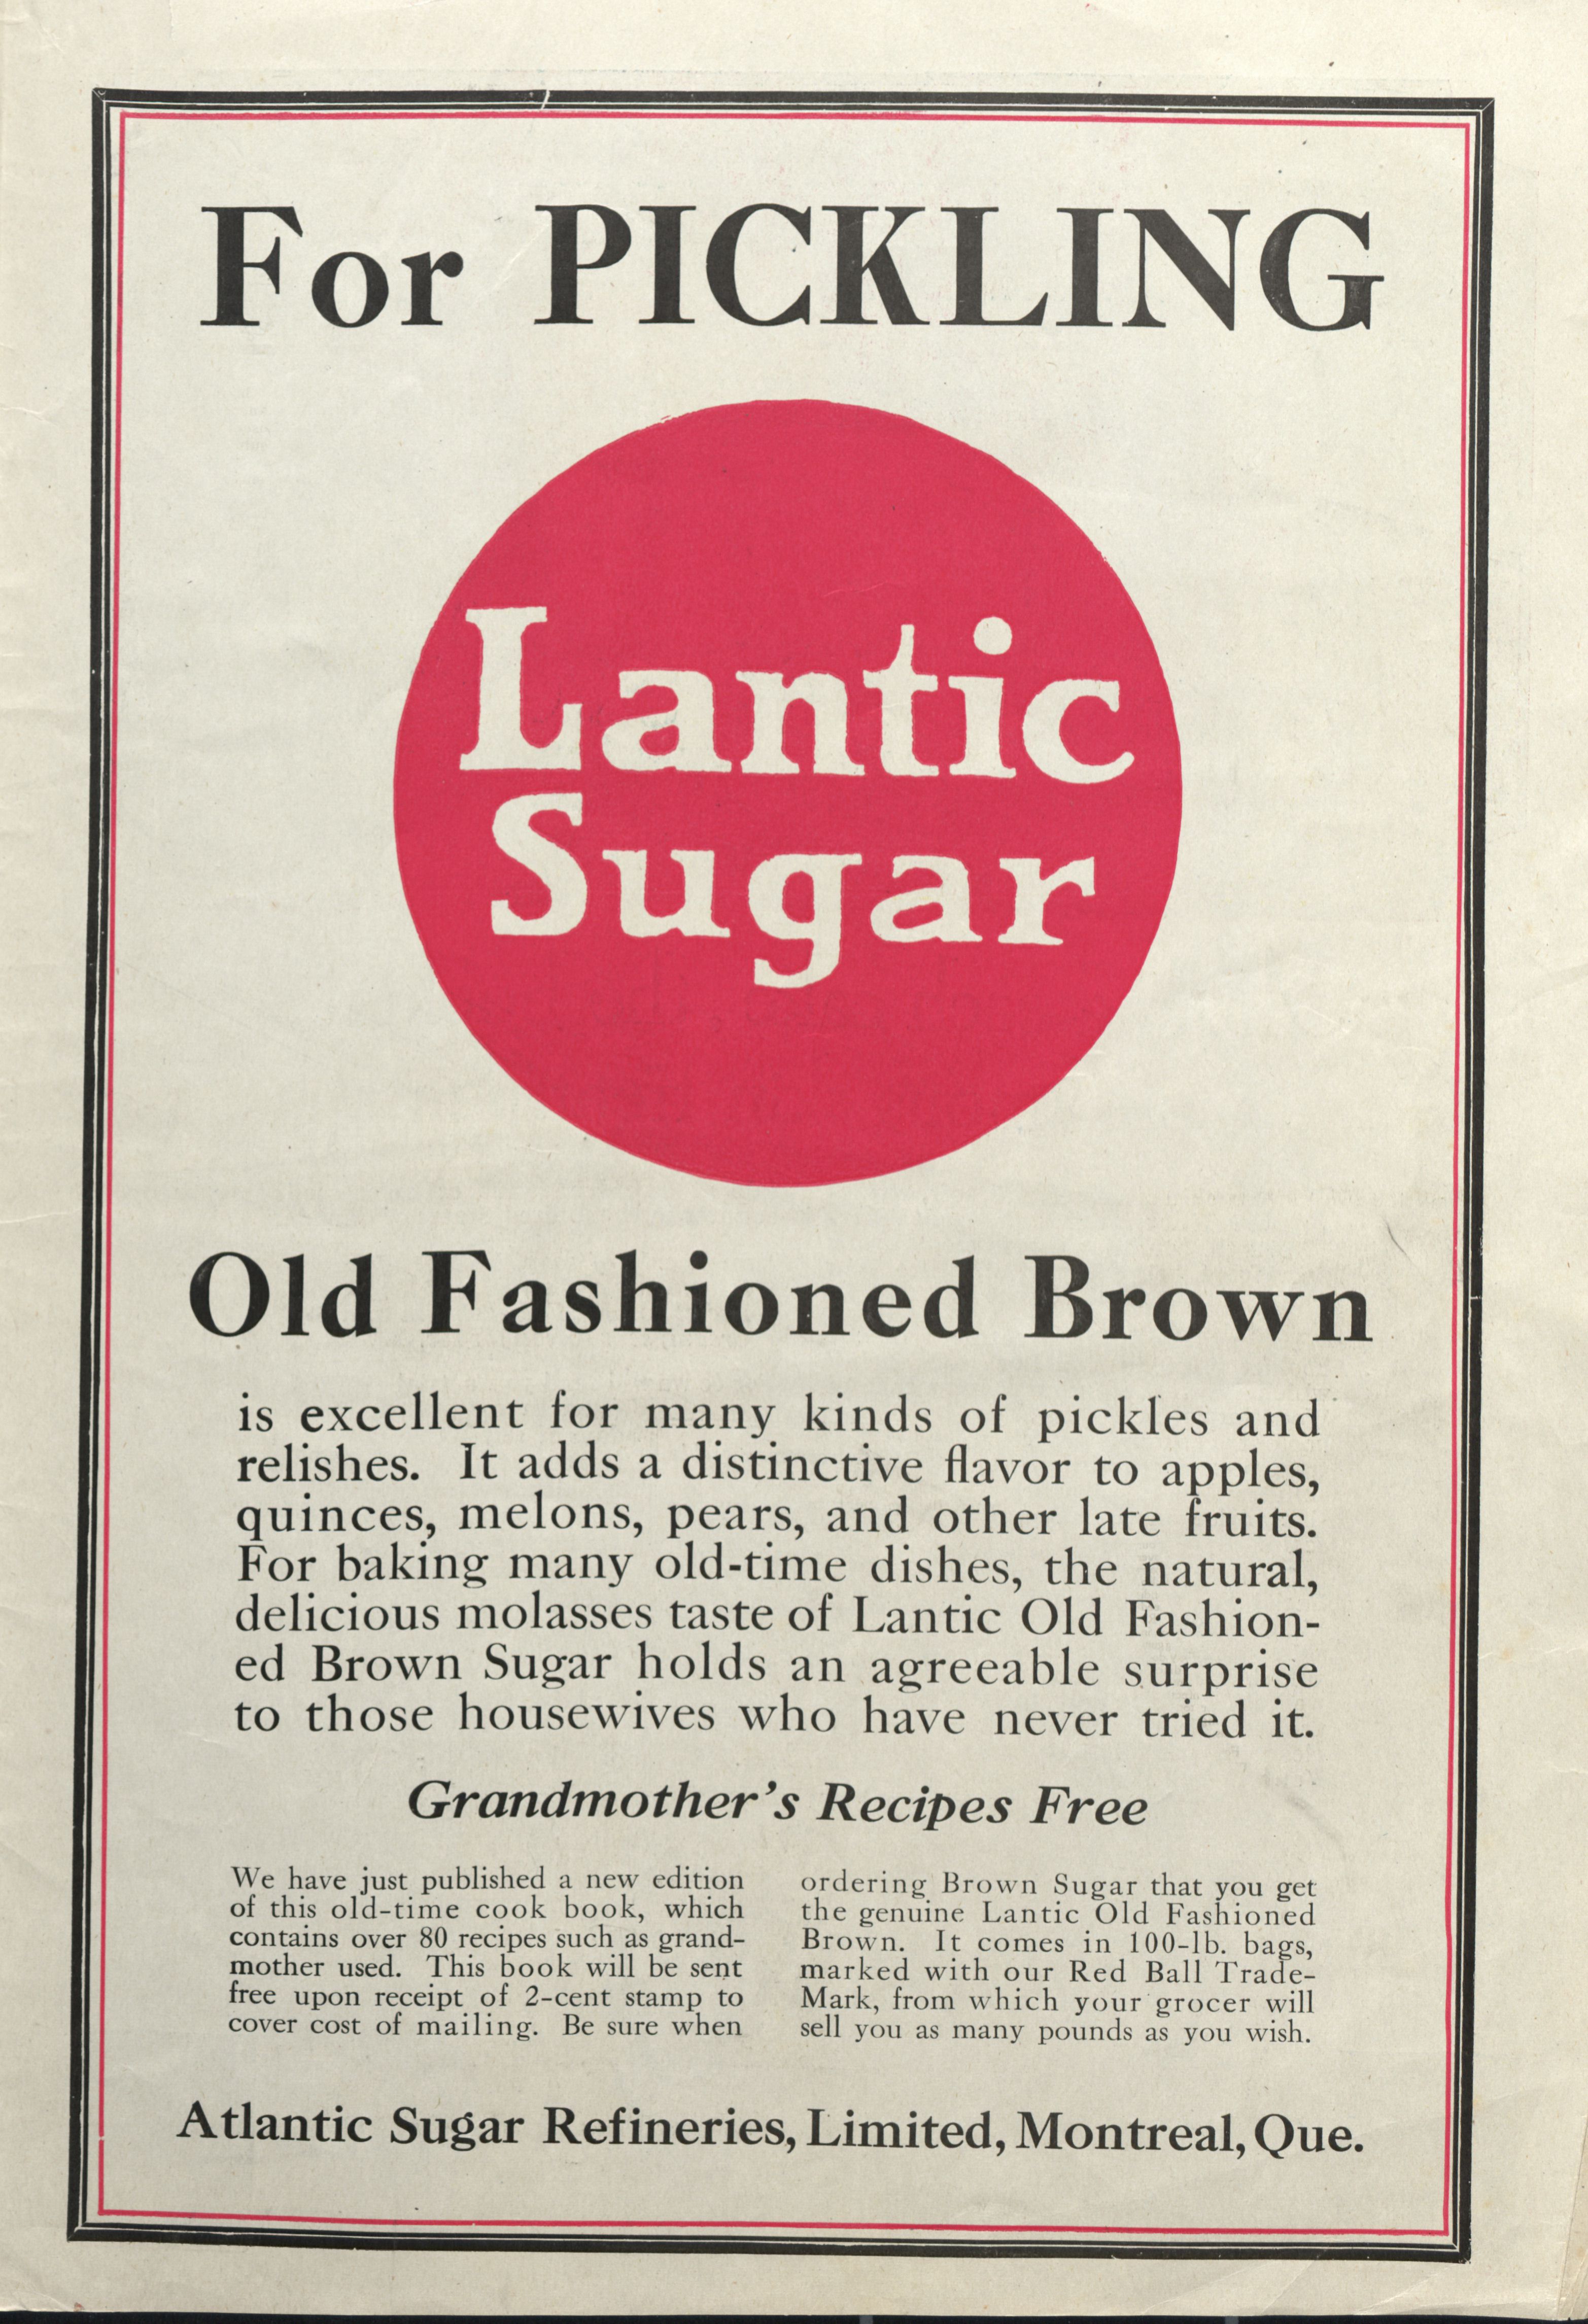 For PICKLING
Lantic
Sugar
Old Fashioned Brown
is excellent for many kinds of pickles and
relishes. It adds a distinctive flavor to apples,
quinces, melons, pears, and other late fruits.
For baking many old-time dishes, the natural,
delicious molasses taste of Lantic Old Fashion-
ed Brown Sugar holds an agreeable surprise
to those housewives who have never tried it.
Grandmother's Recipes Free
We have just published a new edition
of this old-time cook book, which
contains over 80 recipes such as grand-
mother used. This book will be sent
free upon receipt of 2-cent stamp to
cover cost of mailing. Be sure when
ordering Brown Sugar that you get
the genuine Lantic Old Fashioned
Brown. It comes in 100-lb. bags,
marked with our Red Ball Trade-
Mark, from which your grocer will
sell you as many pounds as you wish.
Atlantic Sugar Refineries, Limited, Montreal, Que.